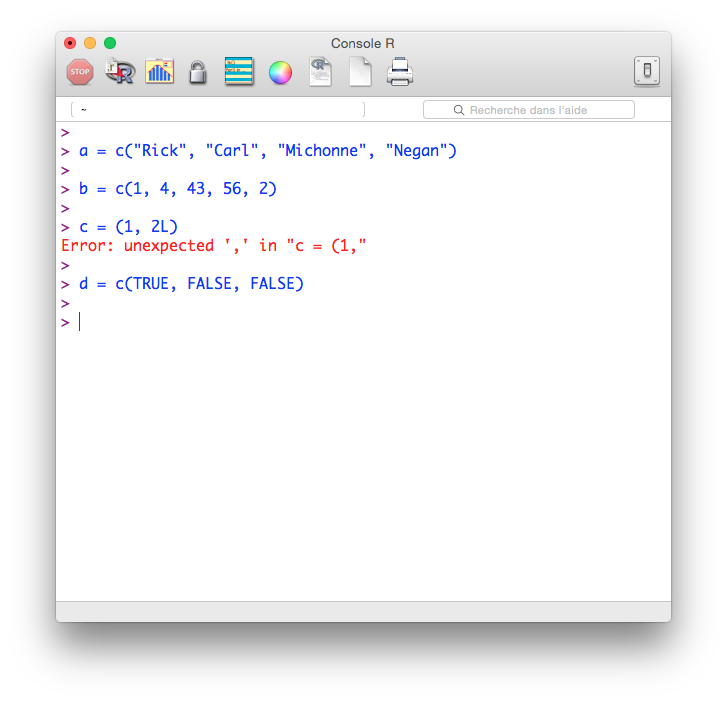 Console R
STOP
~
Recherche dans l'aide
>
> a = c("Rick", "Carl", "Michonne", "Negan")
>
> b = c(1, 4, 43, 56, 2)
>
> c = (1, 2L)
Error: unexpected ',' in "c = (1,"
>
> d = c(TRUE, FALSE, FALSE)
>
>